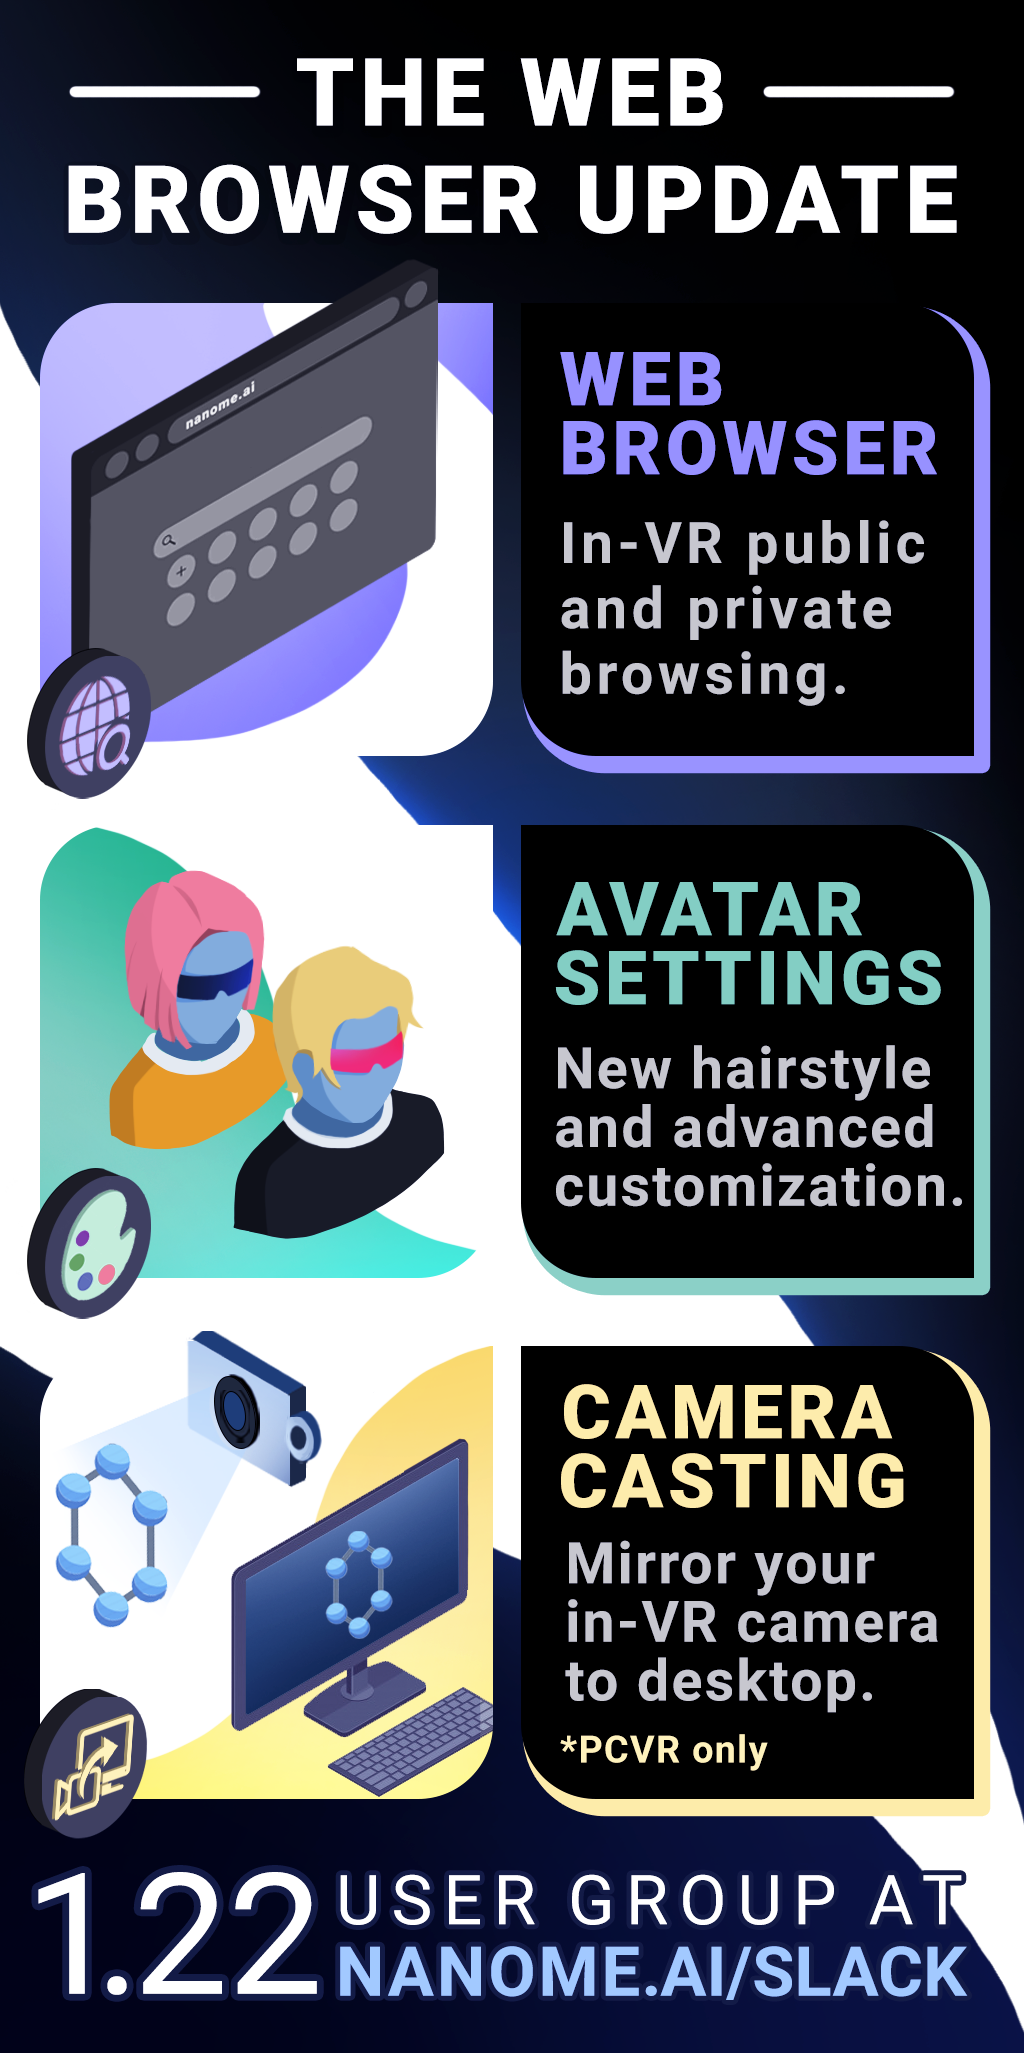 THE WEB
BROWSER UPDATE
nanome.ai
WEB
BROWSER
In-VR public
and private
browsing.
AVATAR
SETTINGS
New hairstyle
and advanced
customization.
CAMERA
CASTING
Mirror your
in-VR camera
to desktop.
*PCVR only
1.22
USER GROUP AT
NANOME.AI/SLACK